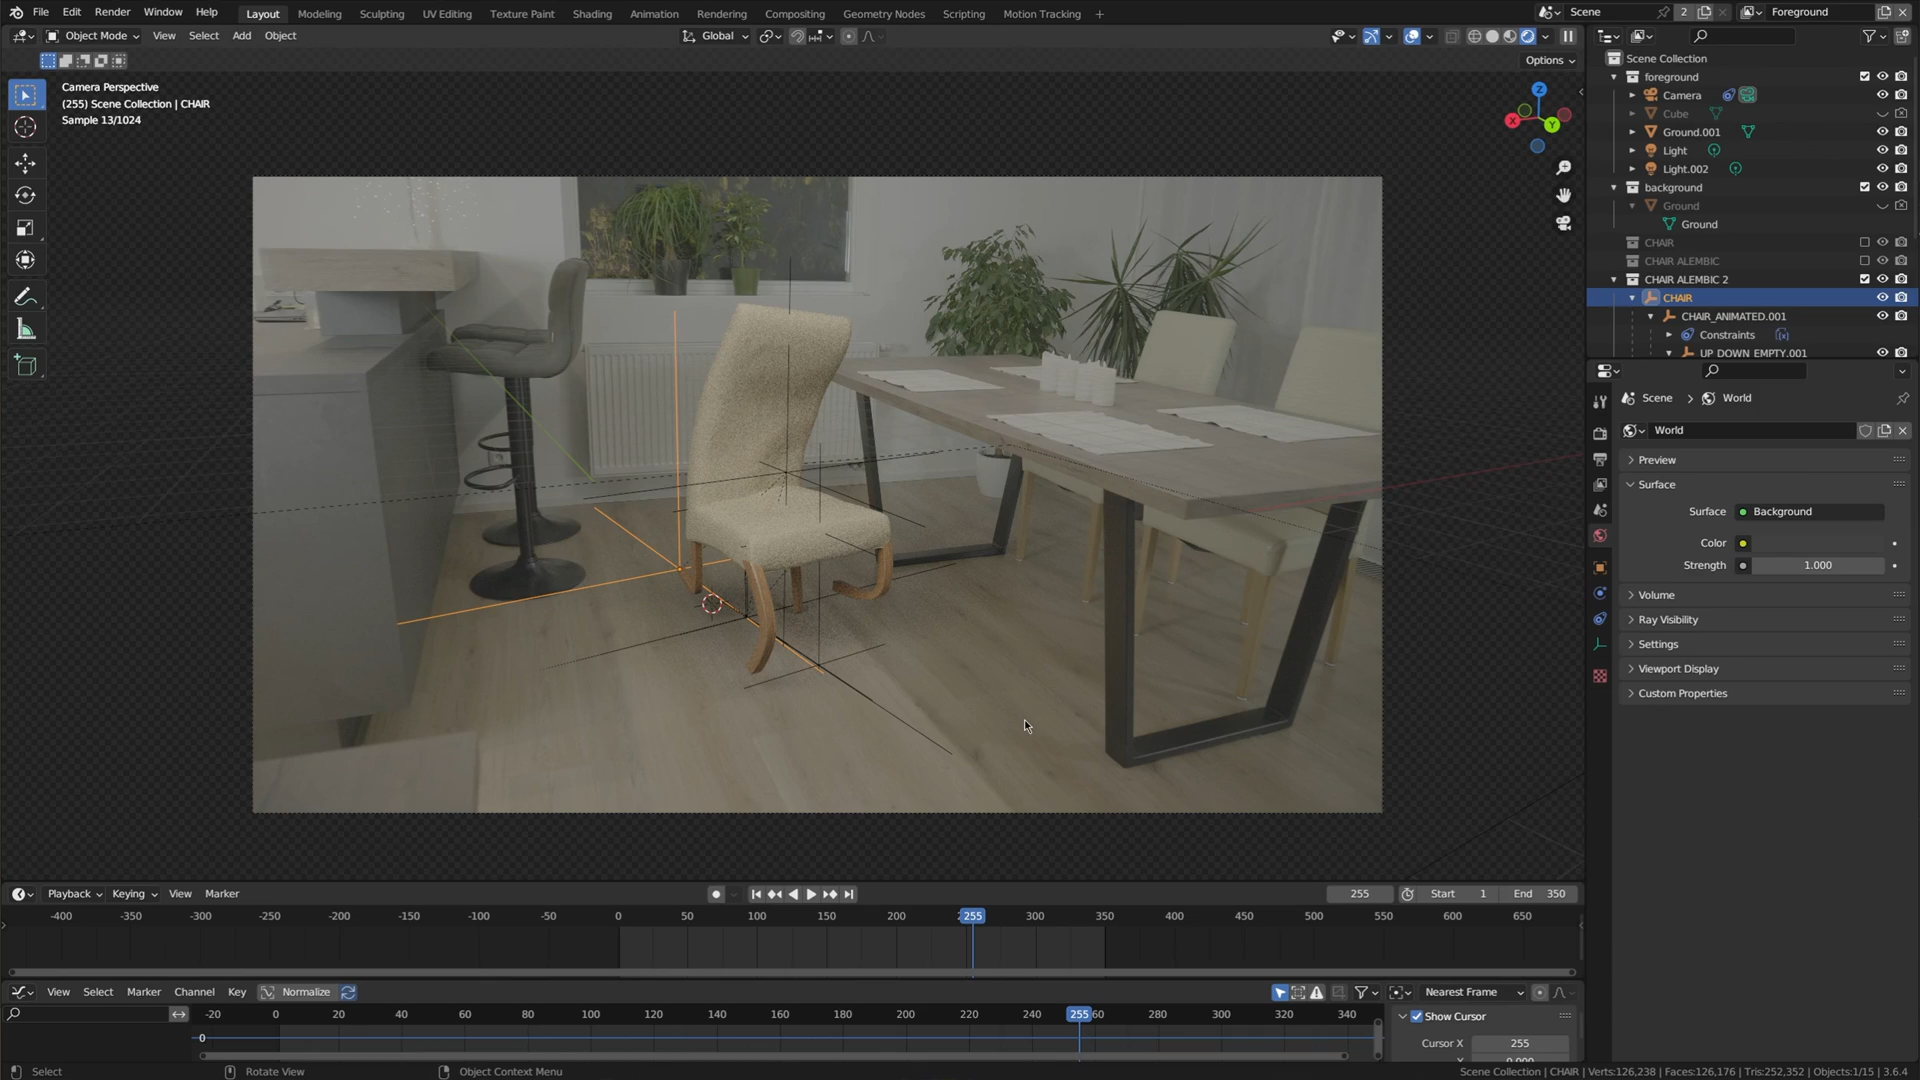 File Edit Render Window Help Layout Modeling Sculpting UV Editing Texture Paint Shading Animation Rendering Compositing Geometry Nodes Scripting Motion Tracking + Scene 2 Foreground
Object Mode View Select Add Object Global
Options
Camera Perspective
(255) Scene Collection | CHAIR
Sample 13/1024
Z
X
Y
Scene Collection
foreground
Camera
Cube
Ground.001
Light
Light.002
background
Ground
Ground
CHAIR
CHAIR ALEMBIC
CHAIR ALEMBIC 2
CHAIR
CHAIR_ANIMATED.001
Constraints
UP DOWN EMPTY.001
Scene World
World
Preview
Surface
Surface Background
Color
Strength 1.000
Volume
Ray Visibility
Settings
Viewport Display
Custom Properties
Playback Keying View Marker 255 Start 1 End 350
-400 -350 -300 -250 -200 -150 -100 -50 0 50 100 150 200 255 300 350 400 450 500 550 600 650
View Select Marker Channel Key Normalize Nearest Frame
-20 0 20 40 60 80 100 120 140 160 180 200 220 240 255 60 280 300 320 340
0
Show Cursor
Cursor X 255
Select Rotate View Object Context Menu Scene Collection | CHAIR | Verts:126,238 | Faces:126,176 | Tris:252,352 | Objects:1/15 | 3.6.4